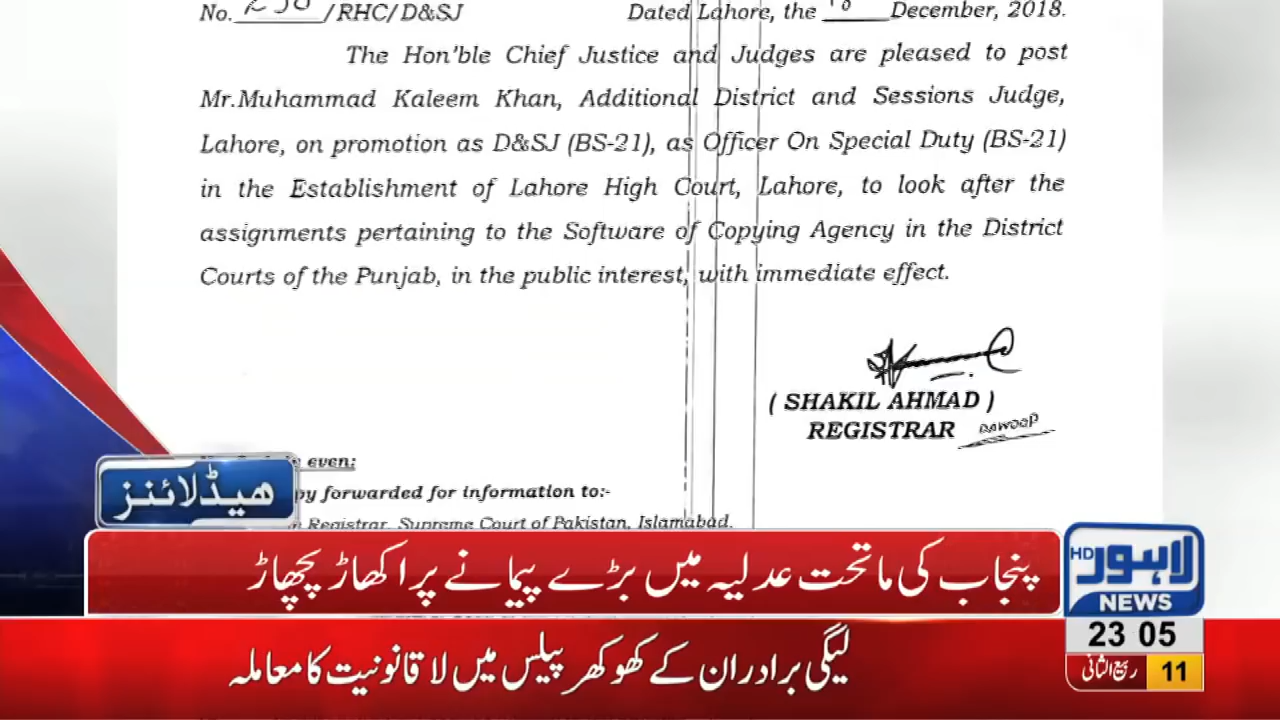 No. /RHC/D&SJ Dated Lahore, the December, 2018.
The Hon'ble Chief Justice and Judges are pleased to post
Mr.Muhammad Kaleem Khan, Additional District and Sessions Judge,
Lahore, on promotion as D&SJ (BS-21), as Officer On Special Duty (BS-21)
in the Establishment of Lahore High Court, Lahore, to look after the
assignments pertaining to the Software of Copying Agency in the District
Courts of the Punjab, in the public interest, with immediate effect.
( SHAKIL AHMAD )
REGISTRAR
DAWOOD
even:
py forwarded for information to:-
Registrar, Supreme Court of Pakistan, Islamabad.
ہیڈلائنز
پنجاب کی ماتحت عدلیہ میں بڑے پیمانے پر اکھاڑ پچھاڑ
لیگی برادران کے کھوکھر پیلس میں لاقانونیت کا معاملہ
HD لاہور
NEWS
23 05
ربیع الثانی 11